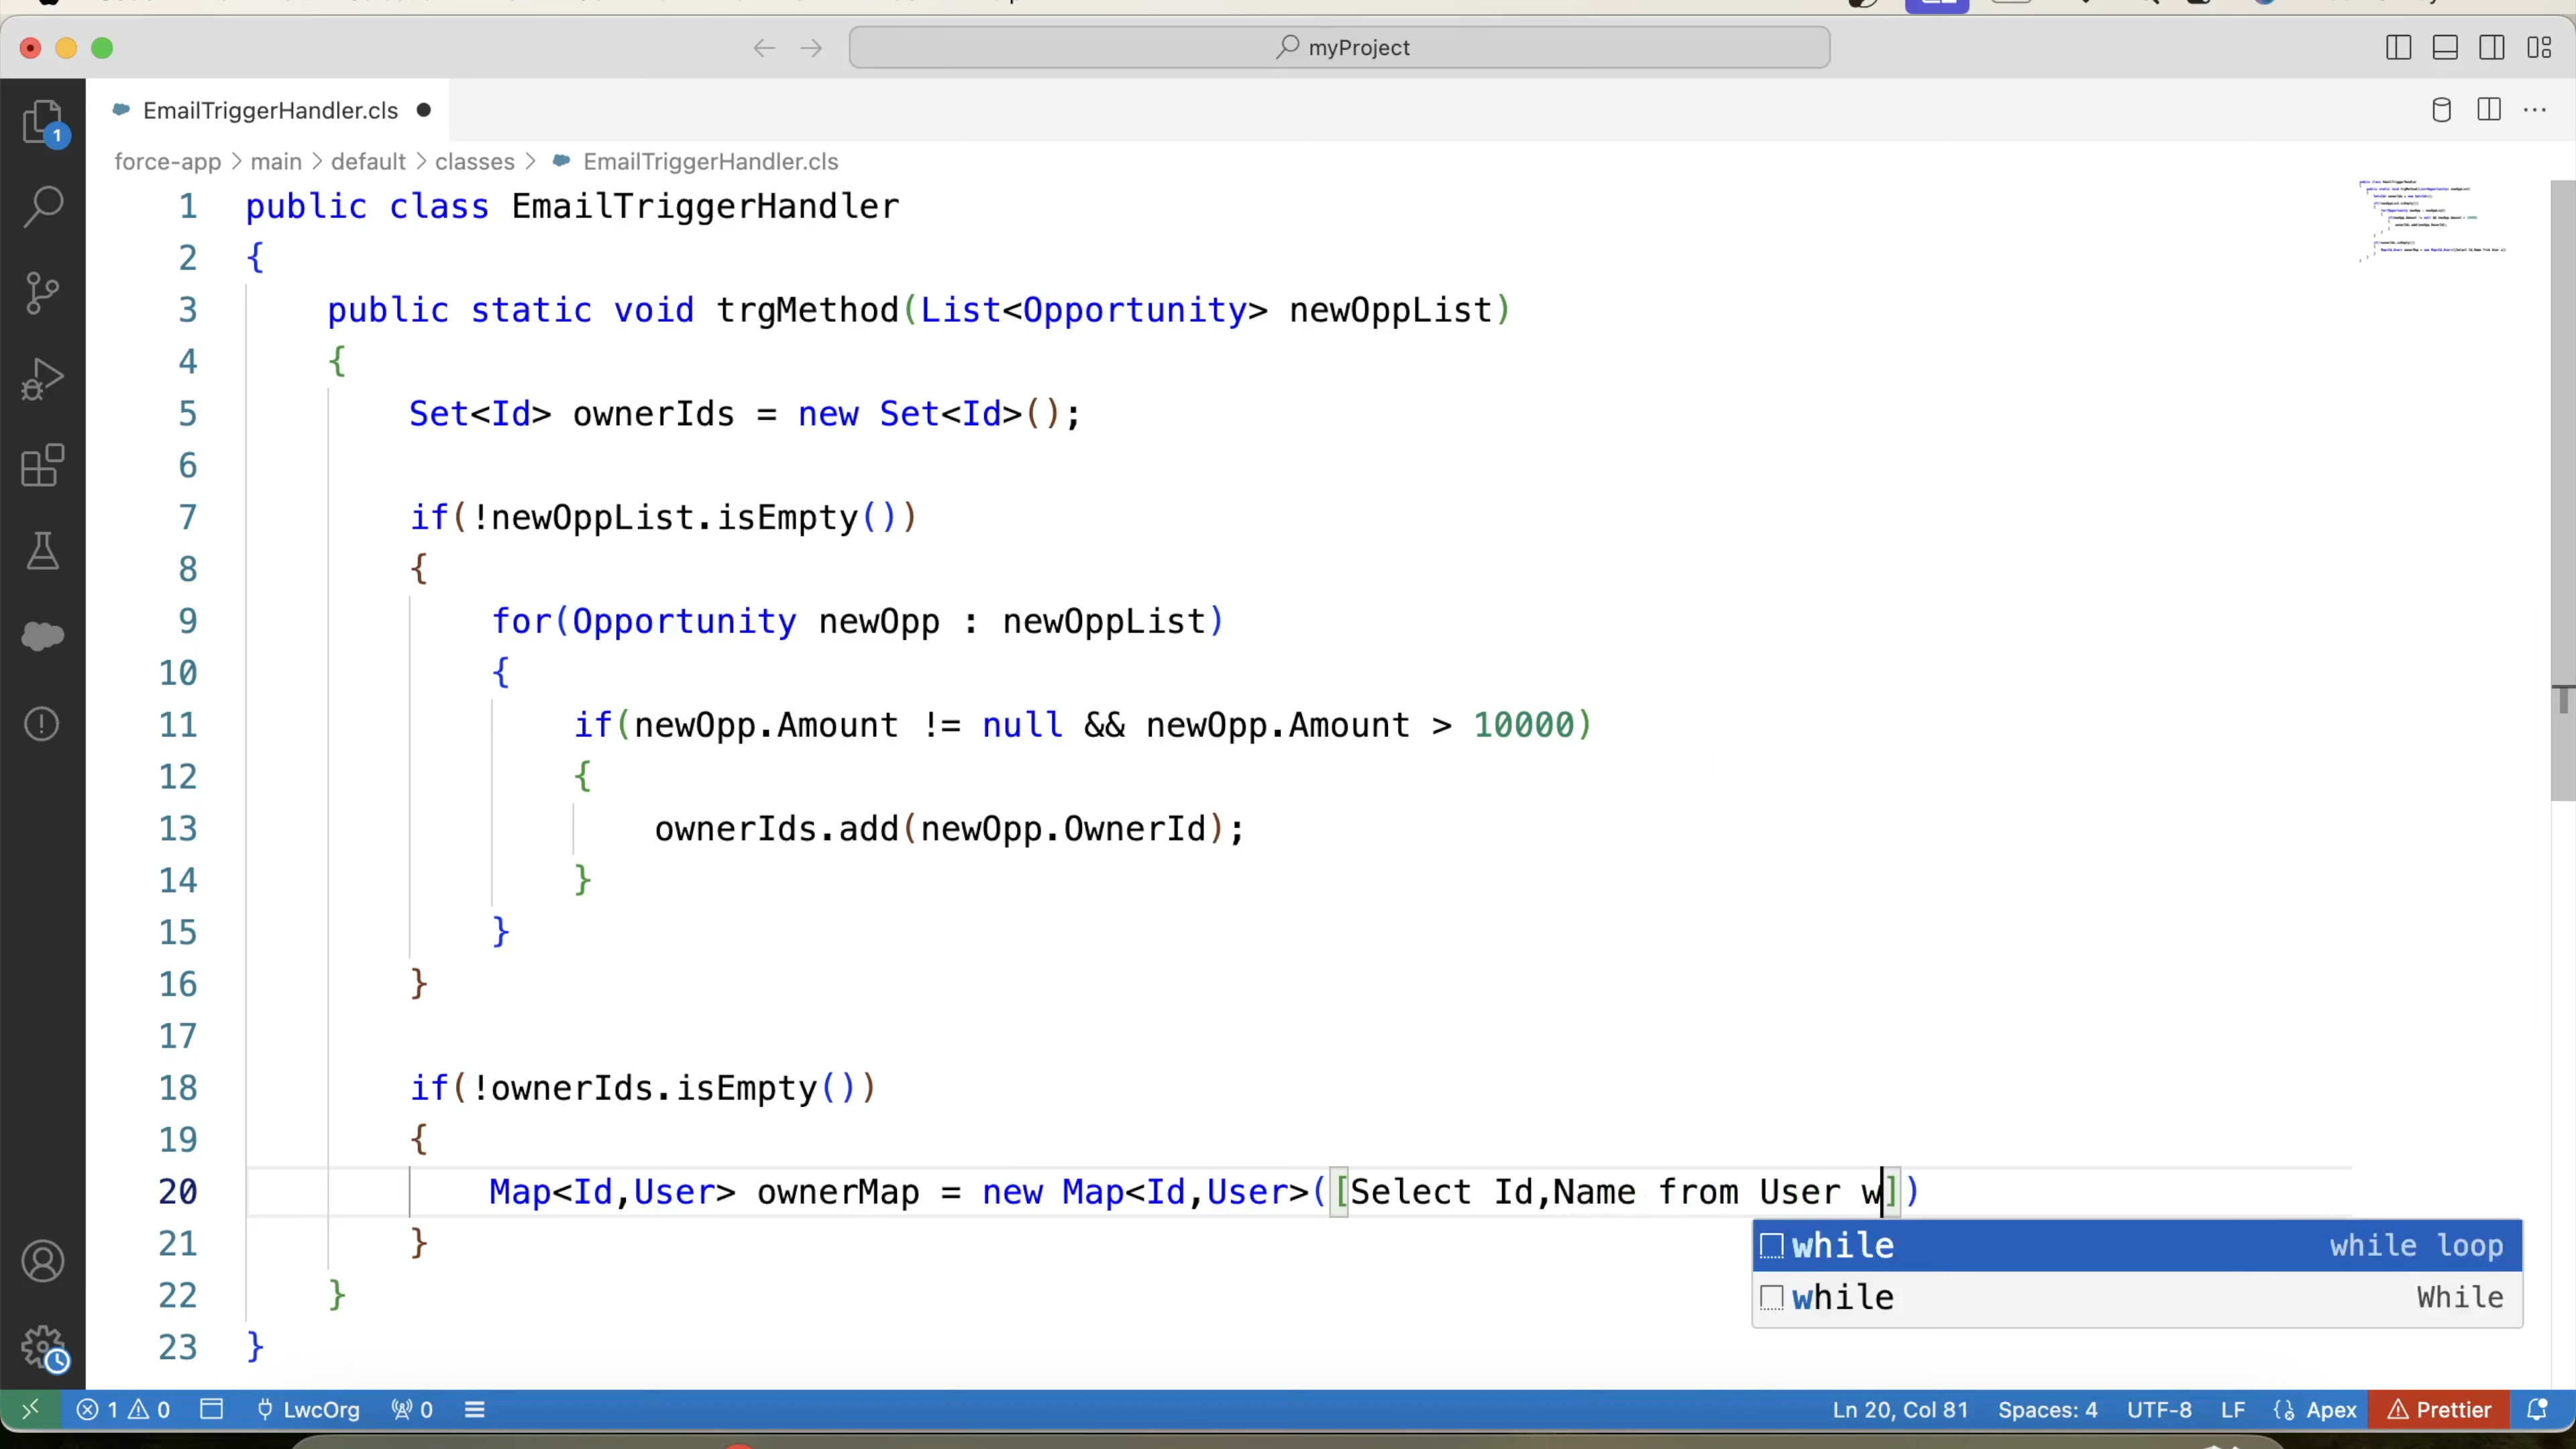 myProject
EmailTriggerHandler.cls
1
force-app > main > default > classes > EmailTriggerHandler.cls
1 public class EmailTriggerHandler
2 {
3 public static void trgMethod(List<Opportunity> newOppList)
4 {
5 Set<Id> ownerIds = new Set<Id>();
6
7 if(!newOppList.isEmpty())
8 {
9 for(Opportunity newOpp : newOppList)
10 {
11 if(newOpp.Amount != null && newOpp.Amount > 10000)
12 {
13 ownerIds.add(newOpp.OwnerId);
14 }
15 }
16 }
17
18 if(!ownerIds.isEmpty())
19 {
20 Map<Id,User> ownerMap = new Map<Id,User>([Select Id,Name from User w])
while while loop
while While
21 }
22 }
23 }
1 0 LwcOrg 0 Ln 20, Col 81 Spaces: 4 UTF-8 LF Apex Prettier